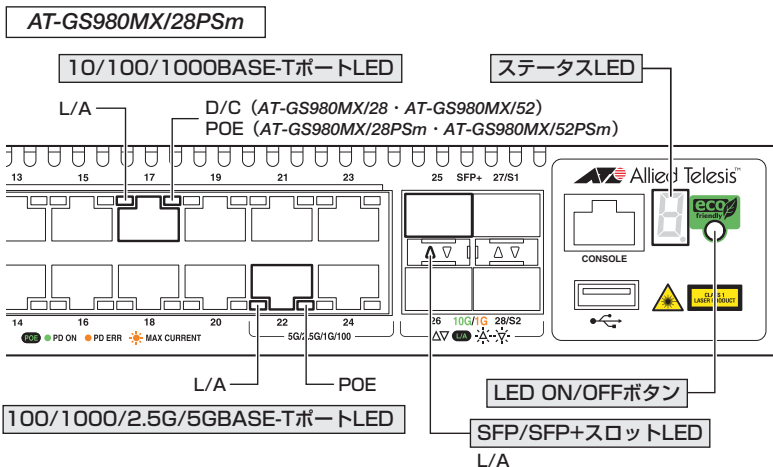 AT-GS980MX/28PSm
10/100/1000BASE-TポートLED
ステータスLED
L/A
D/C（AT-GS980MX/28・AT-GS980MX/52）
POE（AT-GS980MX/28PSm・AT-GS980MX/52PSm）
13 15 17 19 21 23 25 SFP+ 27/S1
Allied Telesis™
eco friendly
CONSOLE
CLASS 1
LASER PRODUCT
14 16 18 20 22 24 26 10G/1G 28/S2
POE PD ON PD ERR MAX CURRENT
5G/2.5G/1G/100
L/A
L/A POE
LED ON/OFFボタン
100/1000/2.5G/5GBASE-TポートLED
SFP/SFP+スロットLED
L/A